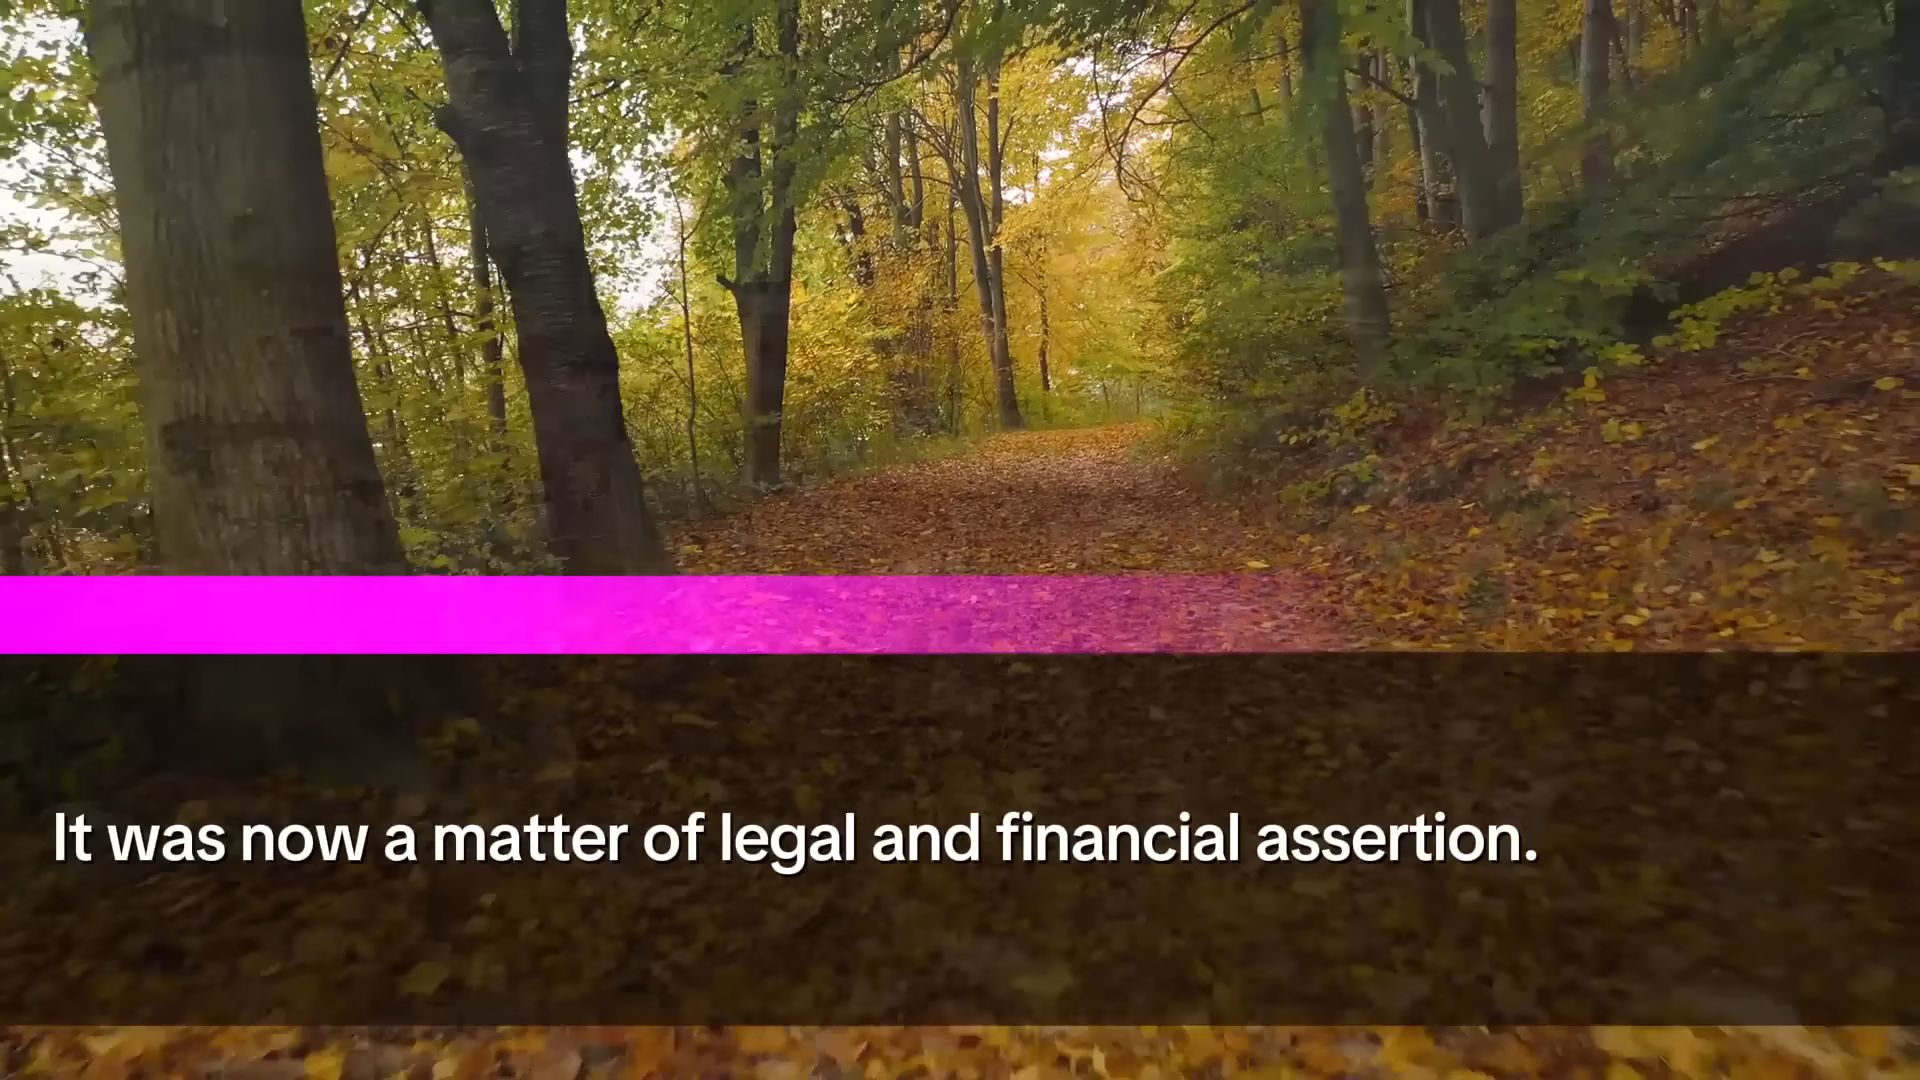 It was now a matter of legal and financial assertion.